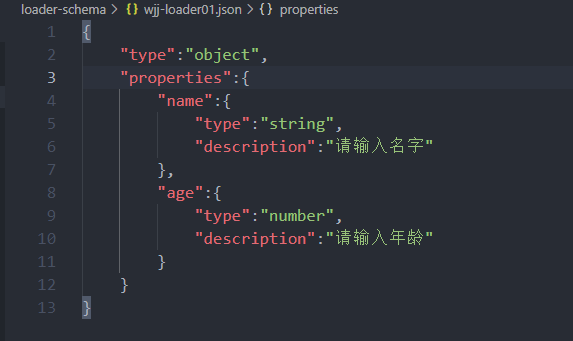 loader-schema > {} wjj-loader01.json > {} properties
1 {
2 "type":"object",
3 "properties":{
4 "name":{
5 "type":"string",
6 "description":"请输入名字"
7 },
8 "age":{
9 "type":"number",
10 "description":"请输入年龄"
11 }
12 }
13 }